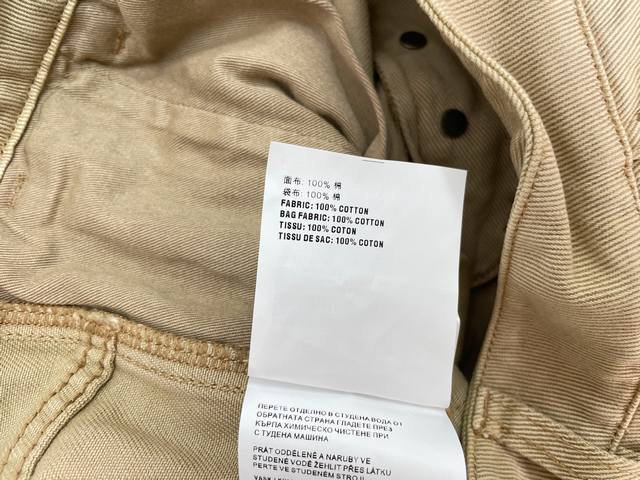 面布: 100% 棉
袋布: 100% 棉
FABRIC: 100% COTTON
BAG FABRIC: 100% COTTON
TISSU: 100% COTON
TISSU DE SAC: 100% COTON
ПЕРЕТЕ ОТДЕЛНО В СТУДЕНА ВОДА ОТ
ОБРАТНАТА СТРАНА ГЛАДЕТЕ ПРЕЗ
КЪРПА ХИМИЧЕСКО ЧИСТЕНЕ ПРИ
С ТУДЕНА МАШИНА
PRÁT ODDĚLENĚ A NARUBY VE
STUDENÉ VODĚ ŽEHLIT PŘES LÁTKU
PERTE VE STUDENÉM STROJI